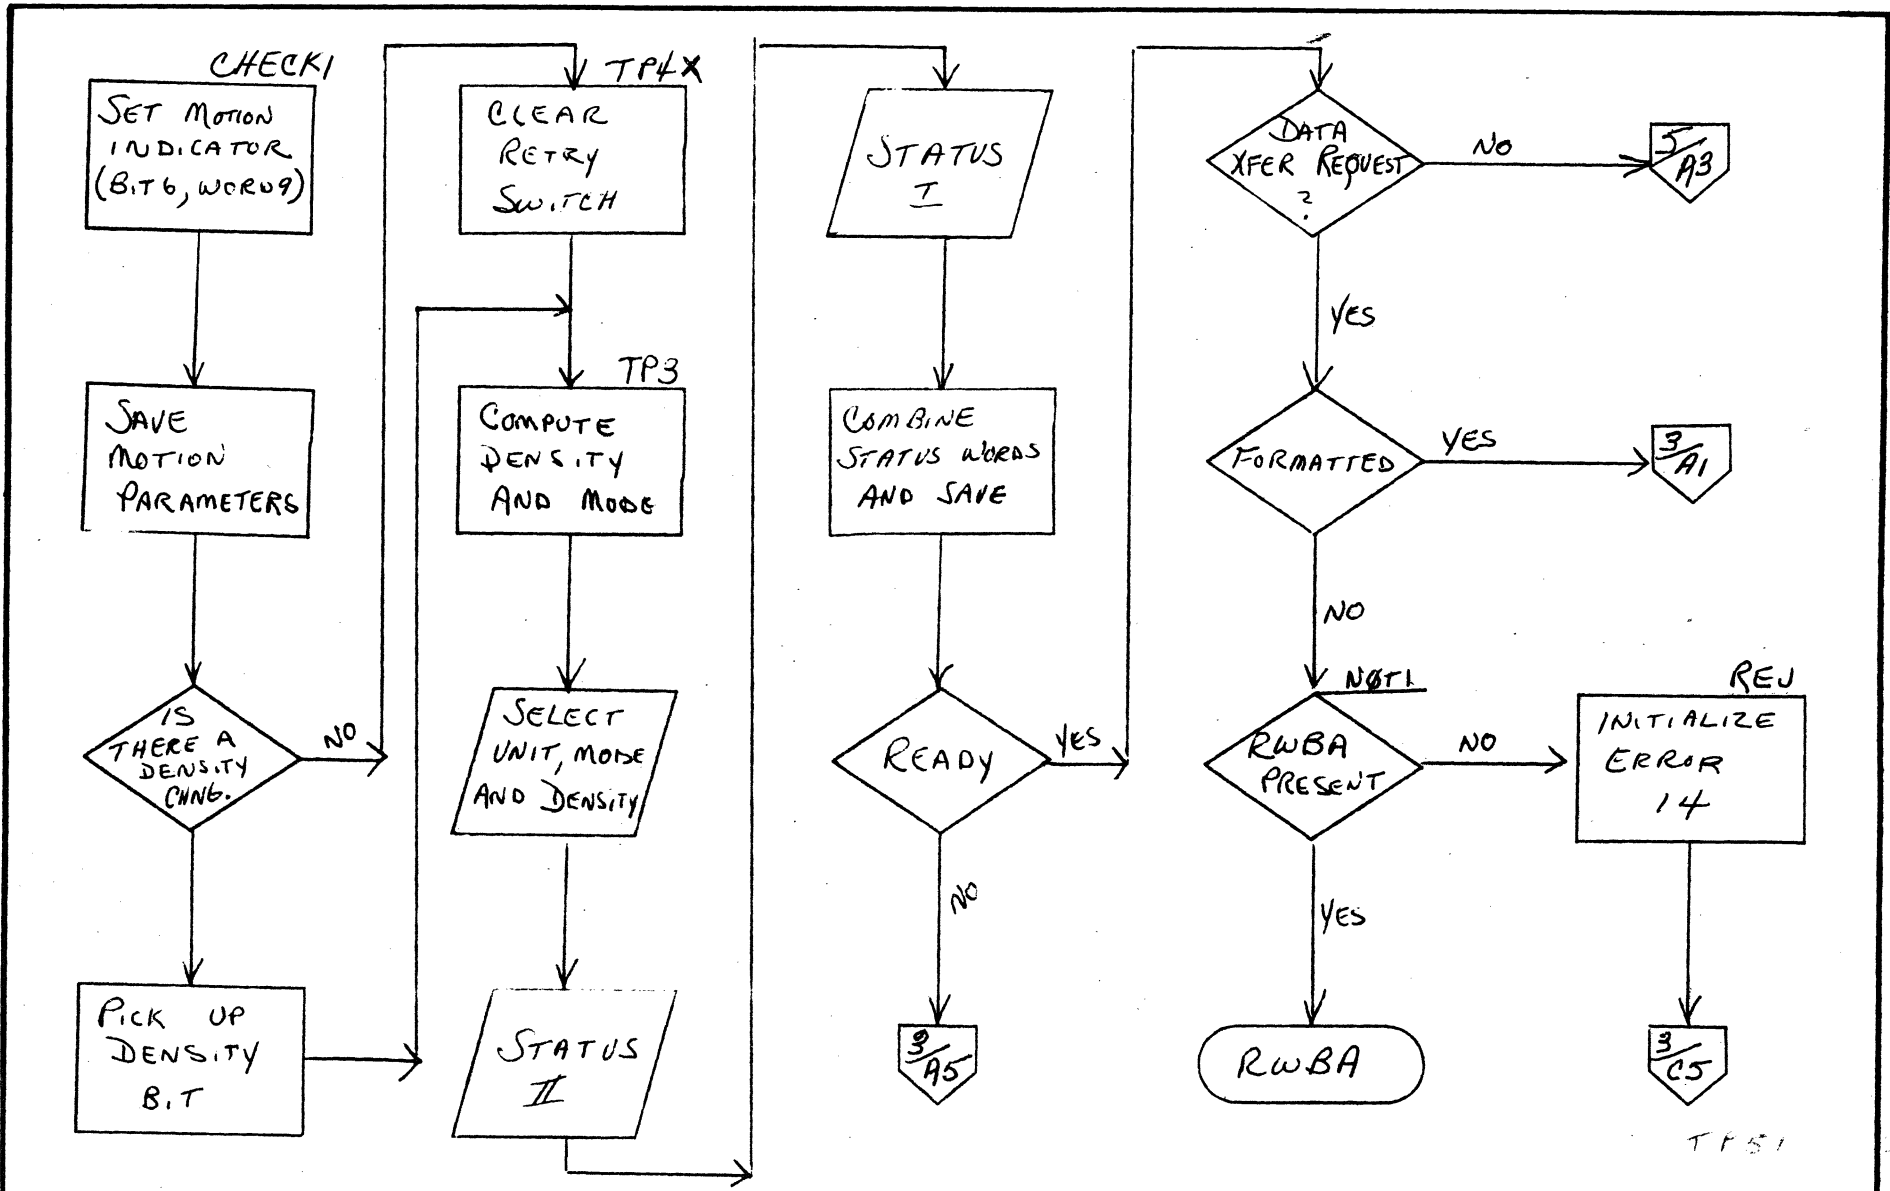 CHECK1
SET MOTION
INDICATOR
(BIT 6, WORD 9)
SAVE
MOTION
PARAMETERS
IS
THERE A
DENSITY
CHNG.
NO
PICK UP
DENSITY
BIT
TP4X
CLEAR
RETRY
SWITCH
TP3
COMPUTE
DENSITY
AND MODE
SELECT
UNIT, MODE
AND DENSITY
STATUS
II
STATUS
I
COMBINE
STATUS WORDS
AND SAVE
READY
YES
NO
3/A5
DATA
XFER REQUEST
?
NO
5/A3
YES
FORMATTED
YES
3/A1
NO
NØT1
RWBA
PRESENT
NO
YES
RWBA
REJ
INITIALIZE
ERROR
14
3/C5
TP51